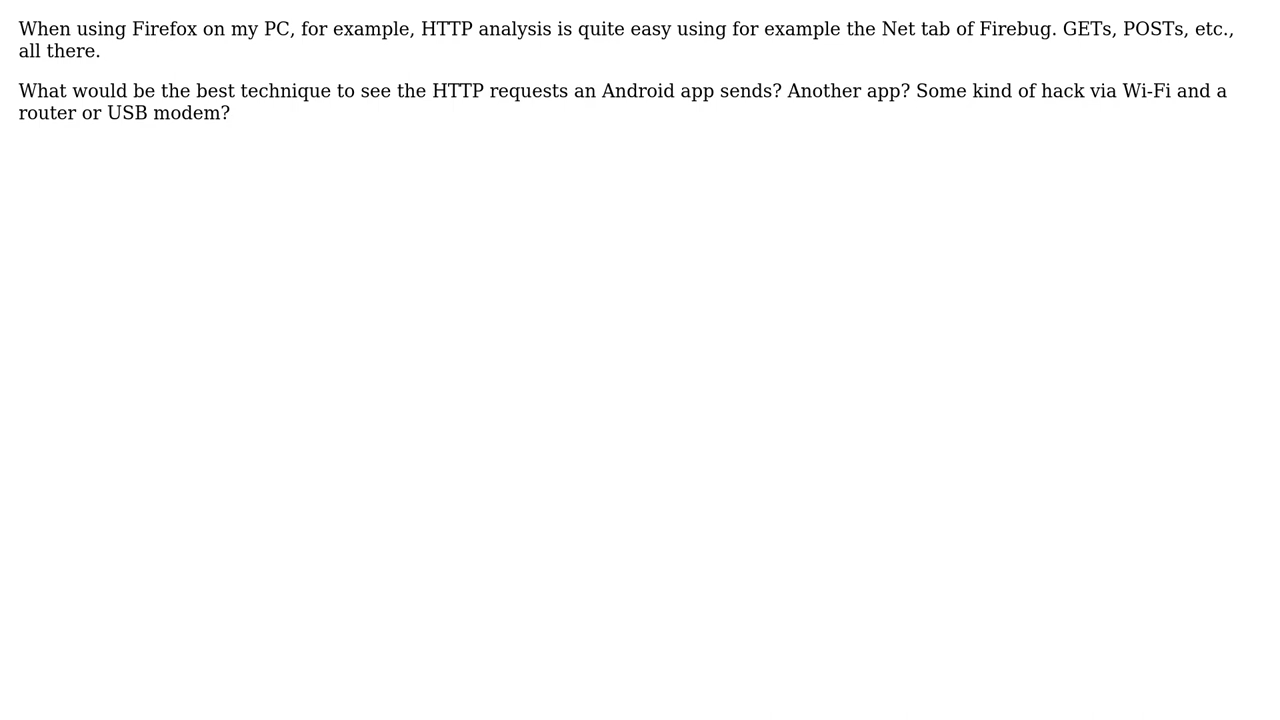 When using Firefox on my PC, for example, HTTP analysis is quite easy using for example the Net tab of Firebug. GETs, POSTs, etc.,
all there.
What would be the best technique to see the HTTP requests an Android app sends? Another app? Some kind of hack via Wi-Fi and a
router or USB modem?